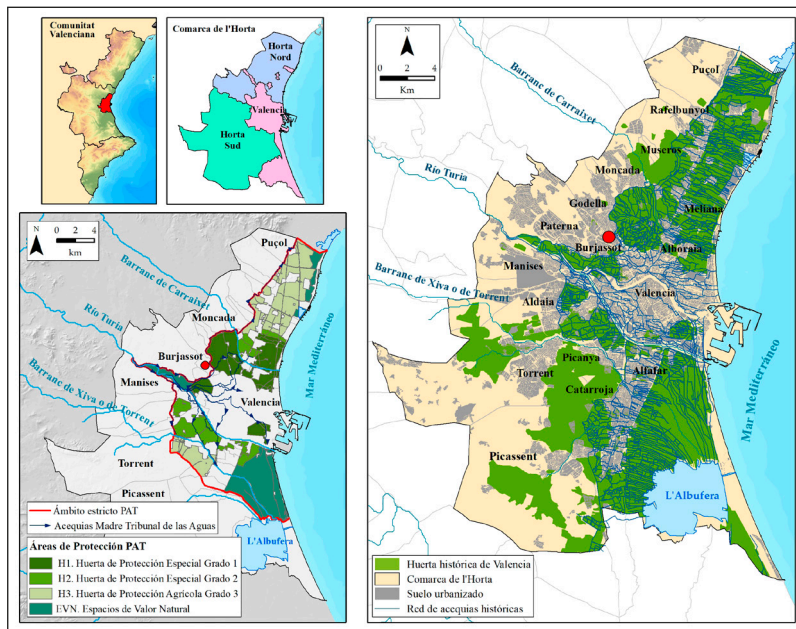 Comunitat
Valenciana
Comarca de l'Horta
Horta
Nord
Valencia
Horta
Sud
N
0 2 4
km
Puçol
Barranc de Carraixet
Río Turia
Moncada
Burjassot
Barranc de Xiva o de Torrent
Manises
Valencia
Mar Mediterráneo
Torrent
Picassent
L'Albufera
Ámbito estricto PAT
Acequias Madre Tribunal de las Aguas
Áreas de Protección PAT
H1. Huerta de Protección Especial Grado 1
H2. Huerta de Protección Especial Grado 2
H3. Huerta de Protección Agrícola Grado 3
EVN. Espacios de Valor Natural
N
0 2 4
Km
Puçol
Barranc de Carraixet
Rafelbunyol
Museros
Moncada
Río Turia
Godella
Meliana
Paterna
Burjassot
Alboraia
Barranc de Xiva o de Torrent
Manises
Aldaia
Valencia
Picanya
Alfafar
Torrent
Catarroja
Mar Mediterráneo
Picassent
L'Albufera
Huerta histórica de Valencia
Comarca de l'Horta
Suelo urbanizado
Red de acequias históricas